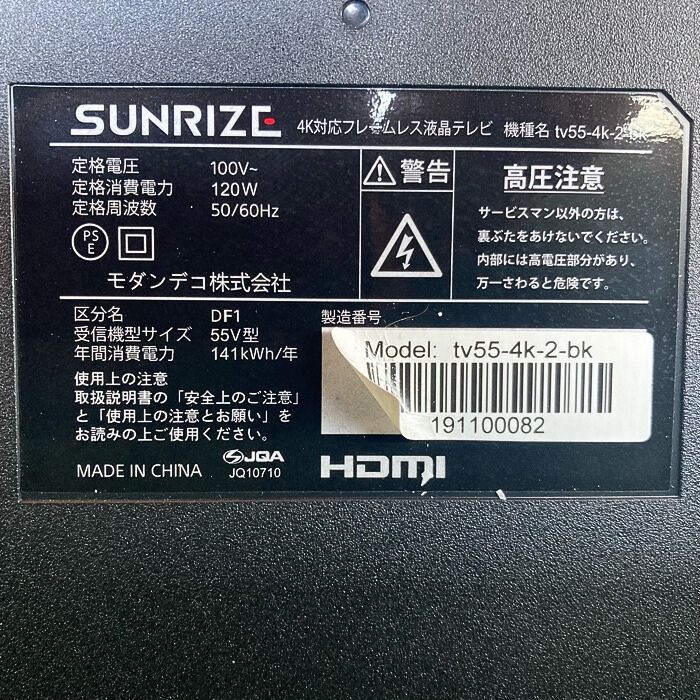 SUNRIZE 4K対応フレームレス液晶テレビ 機種名 tv55-4k-2-bk
定格電圧 100V~
定格消費電力 120W
定格周波数 50/60Hz
PS
E
モダンデコ株式会社
警告
高圧注意
サービスマン以外の方は、
裏ぶたをあけないでください。
内部には高電圧部分があり、
万一さわると危険です。
区分名 DF1
受信機型サイズ 55V型
年間消費電力 141kWh/年
使用上の注意
取扱説明書の「安全上のご注意」
と「使用上の注意とお願い」を
お読みの上ご使用ください。
MADE IN CHINA
JQA
JQ10710
製造番号
Model: tv55-4k-2-bk
191100082
HDMI